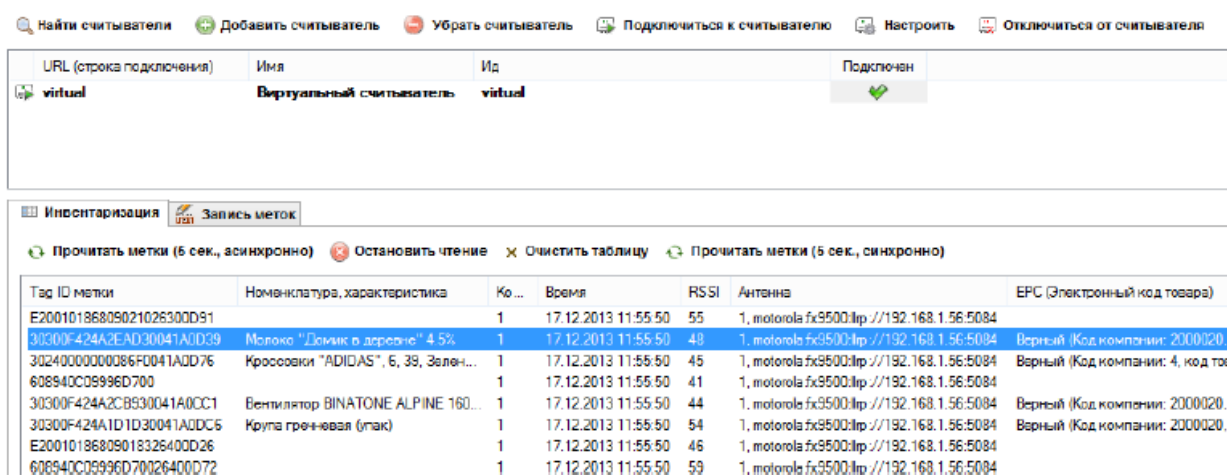 Найти считыватели Добавить считыватель Убрать считыватель Подключиться к считывателю Настроить Отключиться от считывателя
URL (строка подключения) Имя Ид Подключен
virtual Виртуальный считыватель virtual
Инвентаризация Запись меток
Прочитать метки (5 сек., асинхронно) Остановить чтение Очистить таблицу Прочитать метки (5 сек., синхронно)
Tag ID метки Номенклатура, характеристика Ко... Время RSSI Антенна EPC (Электронный код товара)
E20010186809021026300D91 1 17.12.2013 11:55:50 55 1, motorola fx9500:llrp://192.168.1.56:5084
30300F424A2EAD30041A0D39 Молоко "Домик в деревне" 4.5% 1 17.12.2013 11:55:50 48 1, motorola fx9500:llrp://192.168.1.56:5084 Верный (Код компании: 2000020.
30240000000086F0041A0D76 Кроссовки "ADIDAS", 6, 39, Зелен... 1 17.12.2013 11:55:50 45 1, motorola fx9500:llrp://192.168.1.56:5084 Верный (Код компании: 4, код тов
608940C09996D700 1 17.12.2013 11:55:50 41 1, motorola fx9500:llrp://192.168.1.56:5084
30300F424A2CB930041A0CC1 Вентилятор BINATONE ALPINE 160... 1 17.12.2013 11:55:50 44 1, motorola fx9500:llrp://192.168.1.56:5084 Верный (Код компании: 2000020.
30300F424A1D1D30041A0DC6 Крупа гречневая (упак) 1 17.12.2013 11:55:50 54 1, motorola fx9500:llrp://192.168.1.56:5084 Верный (Код компании: 2000020.
E20010186809018326400D26 1 17.12.2013 11:55:50 46 1, motorola fx9500:llrp://192.168.1.56:5084
608940C09996D70026400D72 1 17.12.2013 11:55:50 59 1, motorola fx9500:llrp://192.168.1.56:5084